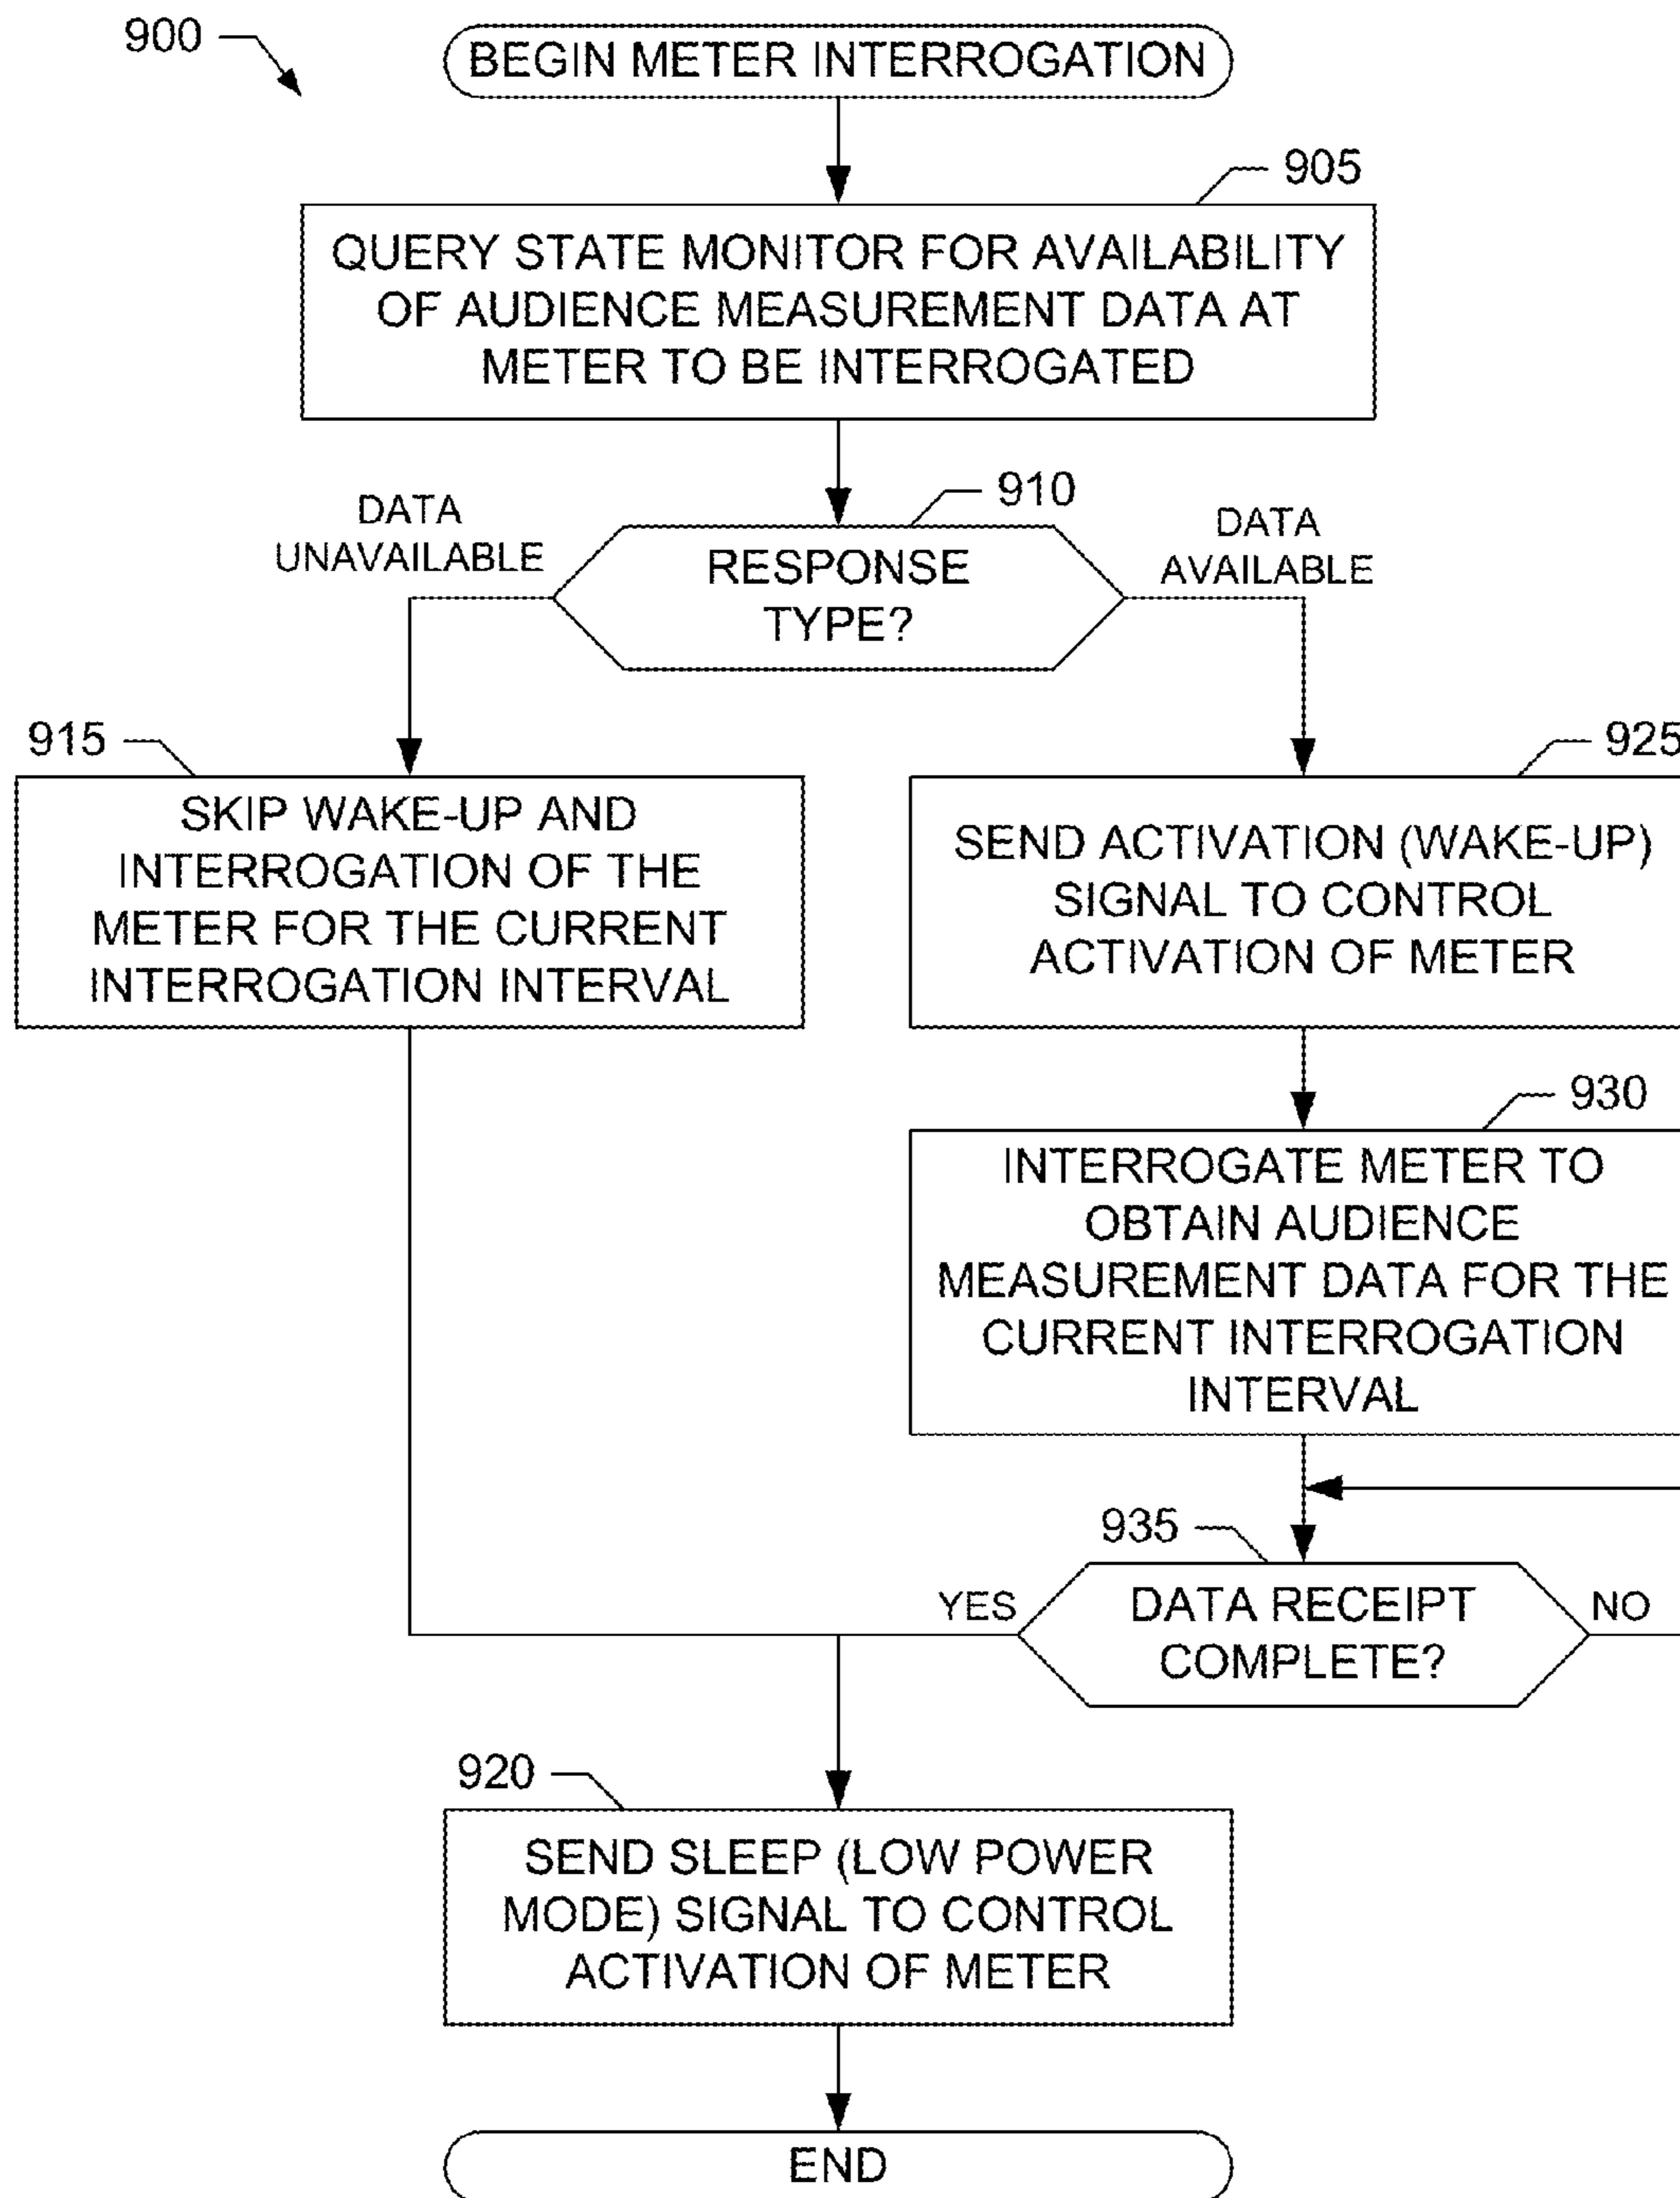 900
BEGIN METER INTERROGATION
905
QUERY STATE MONITOR FOR AVAILABILITY
OF AUDIENCE MEASUREMENT DATA AT
METER TO BE INTERROGATED
910
DATA
UNAVAILABLE
RESPONSE
TYPE?
DATA
AVAILABLE
915
SKIP WAKE-UP AND
INTERROGATION OF THE
METER FOR THE CURRENT
INTERROGATION INTERVAL
925
SEND ACTIVATION (WAKE-UP)
SIGNAL TO CONTROL
ACTIVATION OF METER
930
INTERROGATE METER TO
OBTAIN AUDIENCE
MEASUREMENT DATA FOR THE
CURRENT INTERROGATION
INTERVAL
935
YES
DATA RECEIPT
COMPLETE?
NO
920
SEND SLEEP (LOW POWER
MODE) SIGNAL TO CONTROL
ACTIVATION OF METER
END